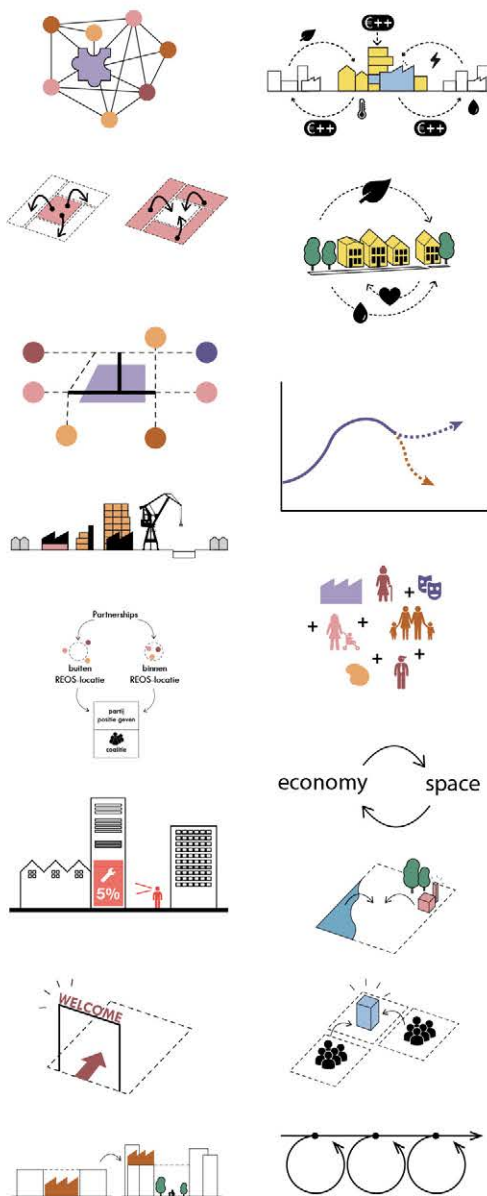 €++
€++
€++
Partnerships
buiten
REOS-locatie
binnen
REOS-locatie
partij
positie geven
coalitie
economy
space
5%
WELCOME